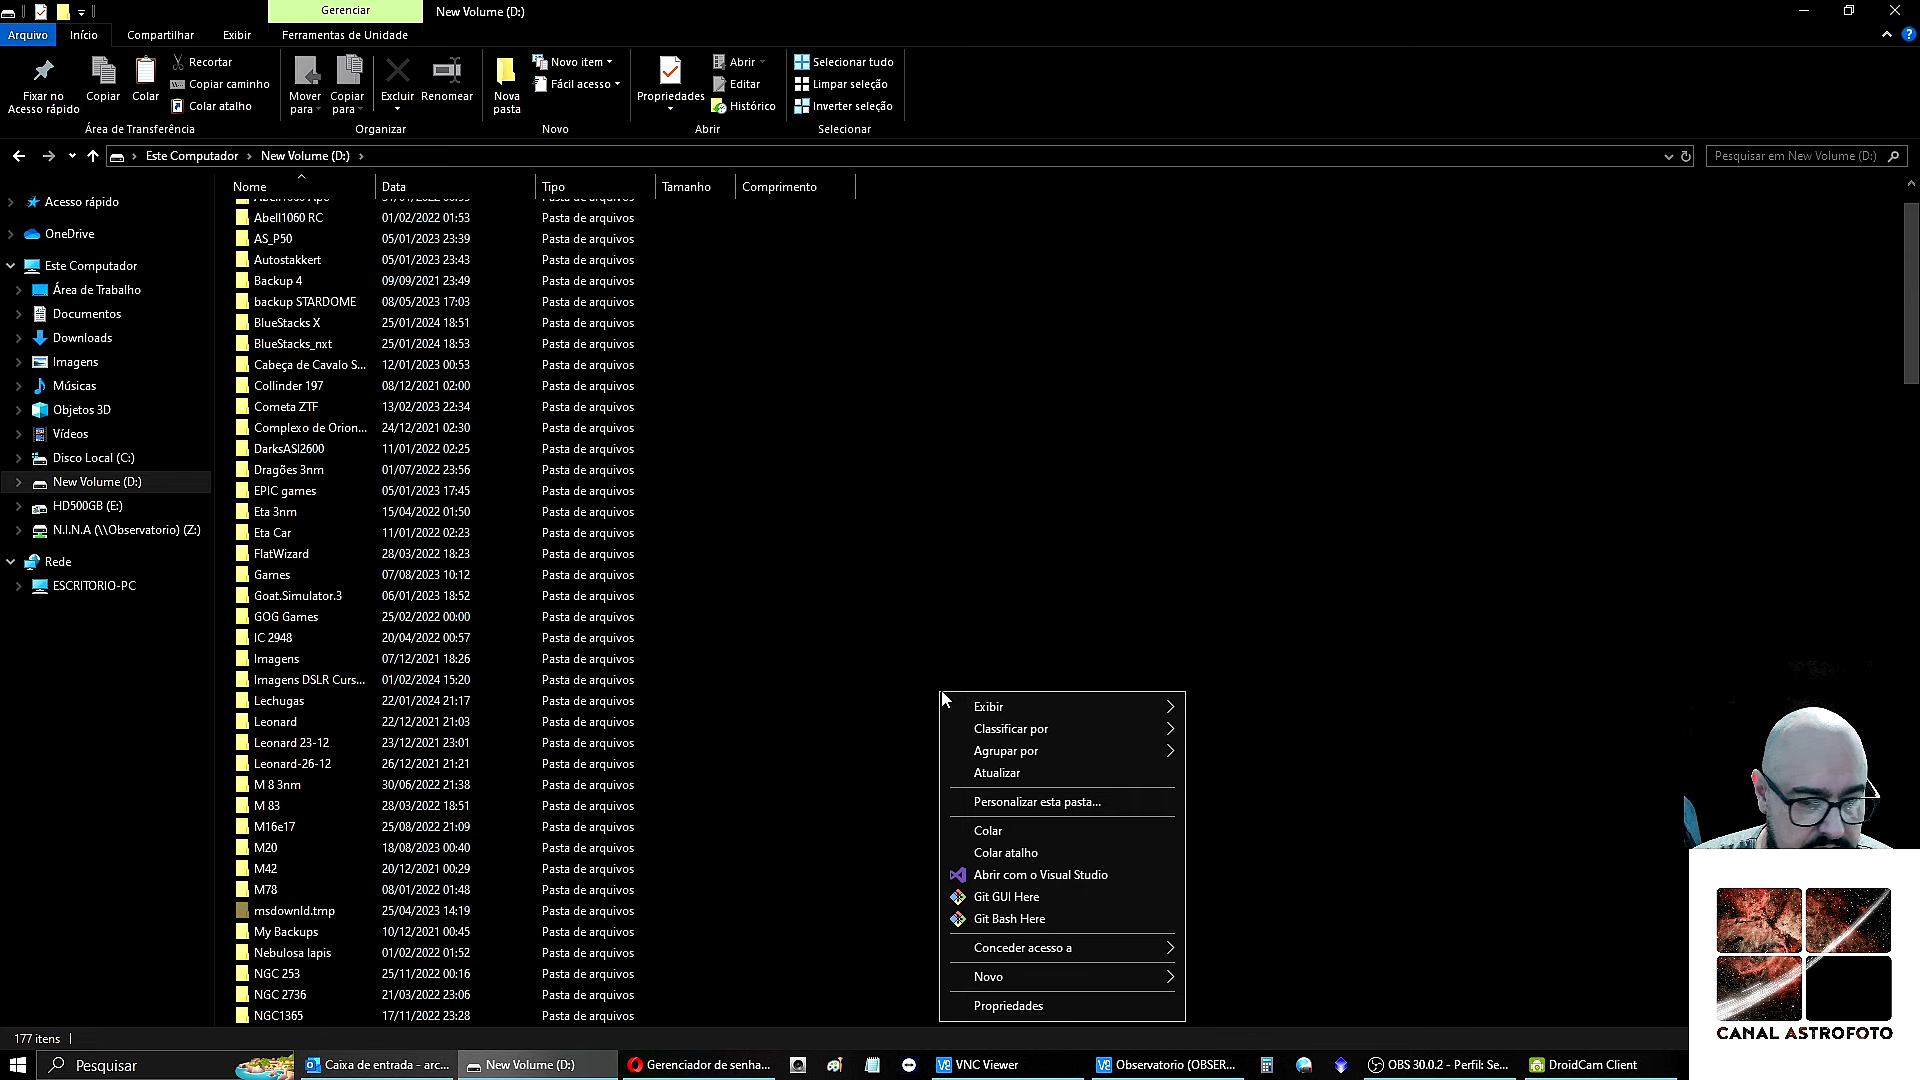 Gerenciar
New Volume (D:)
Arquivo
Início
Compartilhar
Exibir
Ferramentas de Unidade
Fixar no
Acesso rápido
Copiar
Colar
Recortar
Copiar caminho
Colar atalho
Área de Transferência
Mover
para
Copiar
para
Excluir
Renomear
Organizar
Nova
pasta
Novo item
Fácil acesso
Novo
Propriedades
Abrir
Editar
Histórico
Abrir
Selecionar tudo
Limpar seleção
Inverter seleção
Selecionar
Este Computador > New Volume (D:) >
Pesquisar em New Volume (D:)
Acesso rápido
OneDrive
Este Computador
Área de Trabalho
Documentos
Downloads
Imagens
Músicas
Objetos 3D
Vídeos
Disco Local (C:)
New Volume (D:)
HD500GB (E:)
N.I.N.A (\\Observatorio) (Z:)
Rede
ESCRITORIO-PC
Nome Data Tipo Tamanho Comprimento
Abell1060 RC 01/02/2022 01:53 Pasta de arquivos
AS_P50 05/01/2023 23:39 Pasta de arquivos
Autostakkert 05/01/2023 23:43 Pasta de arquivos
Backup 4 09/09/2021 23:49 Pasta de arquivos
backup STARDOME 08/05/2023 17:03 Pasta de arquivos
BlueStacks X 25/01/2024 18:51 Pasta de arquivos
BlueStacks_nxt 25/01/2024 18:53 Pasta de arquivos
Cabeça de Cavalo S... 12/01/2023 00:53 Pasta de arquivos
Collinder 197 08/12/2021 02:00 Pasta de arquivos
Cometa ZTF 13/02/2023 22:34 Pasta de arquivos
Complexo de Orion... 24/12/2021 02:30 Pasta de arquivos
DarksASI2600 11/01/2022 02:25 Pasta de arquivos
Dragões 3nm 01/07/2022 23:56 Pasta de arquivos
EPIC games 05/01/2023 17:45 Pasta de arquivos
Eta 3nm 15/04/2022 01:50 Pasta de arquivos
Eta Car 11/01/2022 02:23 Pasta de arquivos
FlatWizard 28/03/2022 18:23 Pasta de arquivos
Games 07/08/2023 10:12 Pasta de arquivos
Goat.Simulator.3 06/01/2023 18:52 Pasta de arquivos
GOG Games 25/02/2022 00:00 Pasta de arquivos
IC 2948 20/04/2022 00:57 Pasta de arquivos
Imagens 07/12/2021 18:26 Pasta de arquivos
Imagens DSLR Curs... 01/02/2024 15:20 Pasta de arquivos
Lechugas 22/01/2024 21:17 Pasta de arquivos
Leonard 22/12/2021 21:03 Pasta de arquivos
Leonard 23-12 23/12/2021 23:01 Pasta de arquivos
Leonard-26-12 26/12/2021 21:21 Pasta de arquivos
M 8 3nm 30/06/2022 21:38 Pasta de arquivos
M 83 28/03/2022 18:51 Pasta de arquivos
M16e17 25/08/2022 21:09 Pasta de arquivos
M20 18/08/2023 00:40 Pasta de arquivos
M42 20/12/2021 00:29 Pasta de arquivos
M78 08/01/2022 01:48 Pasta de arquivos
msdownld.tmp 25/04/2023 14:19 Pasta de arquivos
My Backups 10/12/2021 00:45 Pasta de arquivos
Nebulosa lapis 01/02/2022 01:52 Pasta de arquivos
NGC 253 25/11/2022 00:16 Pasta de arquivos
NGC 2736 21/03/2022 23:06 Pasta de arquivos
NGC1365 17/11/2022 23:28 Pasta de arquivos
Exibir
Classificar por
Agrupar por
Atualizar
Personalizar esta pasta...
Colar
Colar atalho
Abrir com o Visual Studio
Git GUI Here
Git Bash Here
Conceder acesso a
Novo
Propriedades
CANAL ASTROFOTO
177 itens
Pesquisar
Caixa de entrada - arc...
New Volume (D:)
Gerenciador de senha...
VNC Viewer
Observatorio (OBSER...
OBS 30.0.2 - Perfil: Se...
DroidCam Client